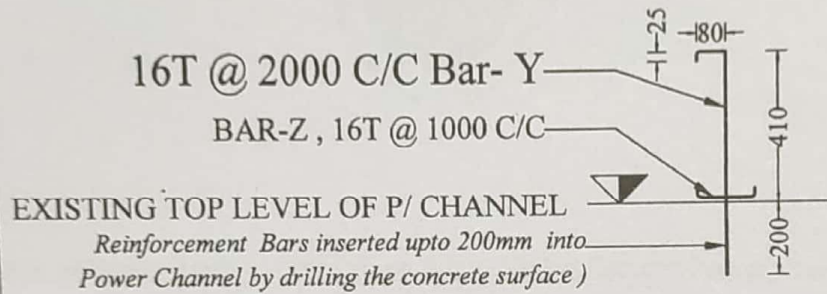 25
80
16T @ 2000 C/C Bar- Y
BAR-Z , 16T @ 1000 C/C
410
EXISTING TOP LEVEL OF P/ CHANNEL
Reinforcement Bars inserted upto 200mm into
200
Power Channel by drilling the concrete surface )